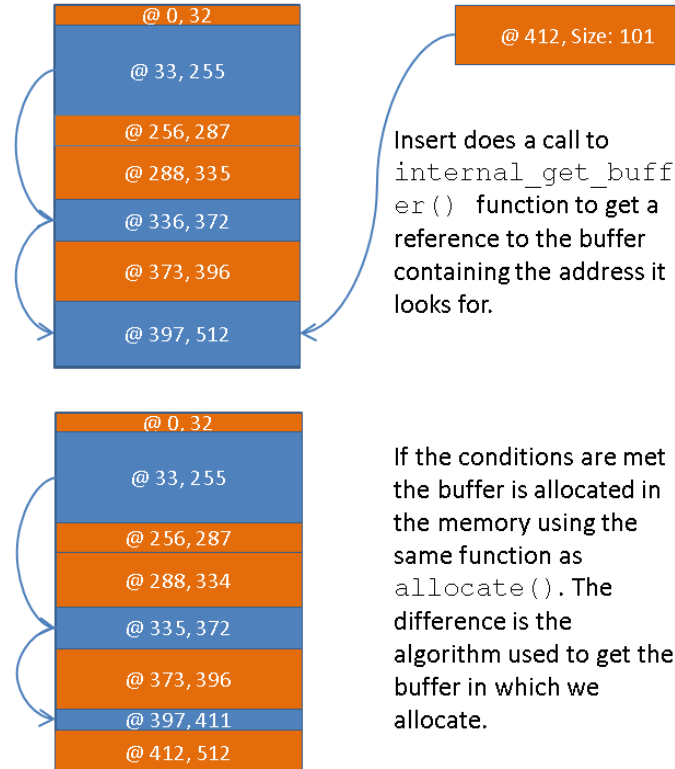 @ 0, 32
@ 33, 255
@ 256, 287
@ 288, 335
@ 336, 372
@ 373, 396
@ 397, 512
@ 412, Size: 101
Insert does a call to
internal_get_buff
er() function to get a
reference to the buffer
containing the address it
looks for.
@ 0, 32
@ 33, 255
@ 256, 287
@ 288, 334
@ 335, 372
@ 373, 396
@ 397, 411
@ 412, 512
If the conditions are met
the buffer is allocated in
the memory using the
same function as
allocate(). The
difference is the
algorithm used to get the
buffer in which we
allocate.